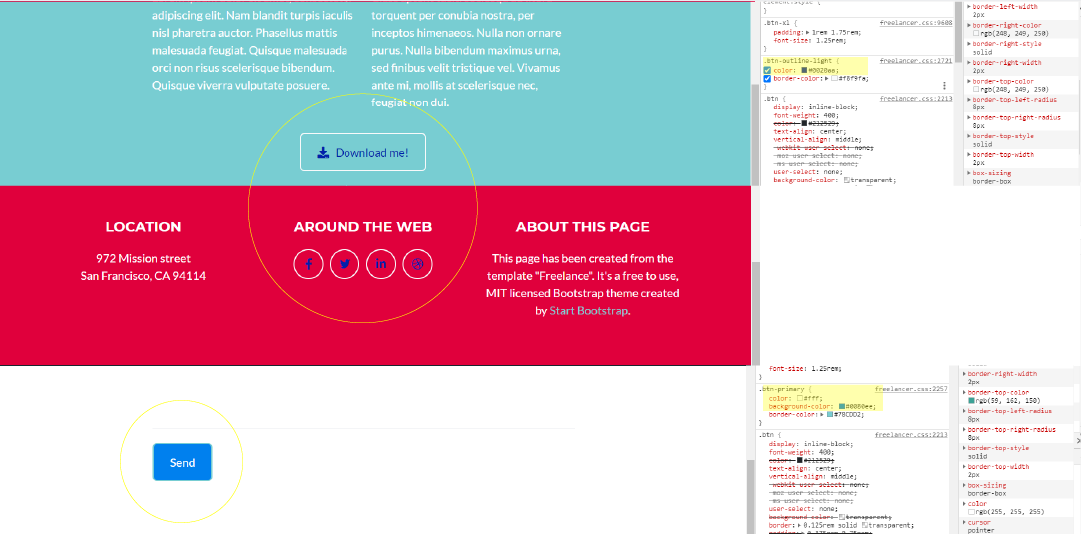 adipiscing elit. Nam blandit turpis iaculis
nisl pharetra auctor. Phasellus mattis
malesuada feugiat. Quisque malesuada
orci non risus scelerisque bibendum.
Quisque viverra vulputate posuere.
torquent per conubia nostra, per
inceptos himenaeos. Nulla non ornare
purus. Nulla bibendum maximus urna,
sed finibus velit tristique vel. Vivamus
ante mi, mollis at scelerisque nec,
feugiat non dui.
Download me!
LOCATION
972 Mission street
San Francisco, CA 94114
AROUND THE WEB
ABOUT THIS PAGE
This page has been created from the
template "Freelance". It's a free to use,
MIT licensed Bootstrap theme created
by Start Bootstrap.
Send
}
.btn-xl { freelancer.css:9608
padding: 1rem 1.75rem;
font-size: 1.25rem;
}
.btn-outline-light { freelancer.css:2721
color: #0020aa;
border-color: #f8f9fa;
}
.btn { freelancer.css:2213
display: inline-block;
font-weight: 400;
color: #212529;
text-align: center;
vertical-align: middle;
-webkit-user-select: none;
-moz-user-select: none;
-ms-user-select: none;
user-select: none;
background-color: transparent;
border-left-width
2px
border-right-color
rgb(248, 249, 250)
border-right-style
solid
border-right-width
2px
border-top-color
rgb(248, 249, 250)
border-top-left-radius
8px
border-top-right-radius
8px
border-top-style
solid
border-top-width
2px
box-sizing
border-box
font-size: 1.25rem;
}
.btn-primary { freelancer.css:2257
color: #fff;
background-color: #0080ee;
border-color: #78CDD2;
}
.btn { freelancer.css:2213
display: inline-block;
font-weight: 400;
color: #212529;
text-align: center;
vertical-align: middle;
-webkit-user-select: none;
-moz-user-select: none;
-ms-user-select: none;
user-select: none;
background-color: transparent;
border: 0.125rem solid transparent;
border-right-width
2px
border-top-color
rgb(59, 162, 150)
border-top-left-radius
8px
border-top-right-radius
8px
border-top-style
solid
border-top-width
2px
box-sizing
border-box
color
rgb(255, 255, 255)
cursor
pointer